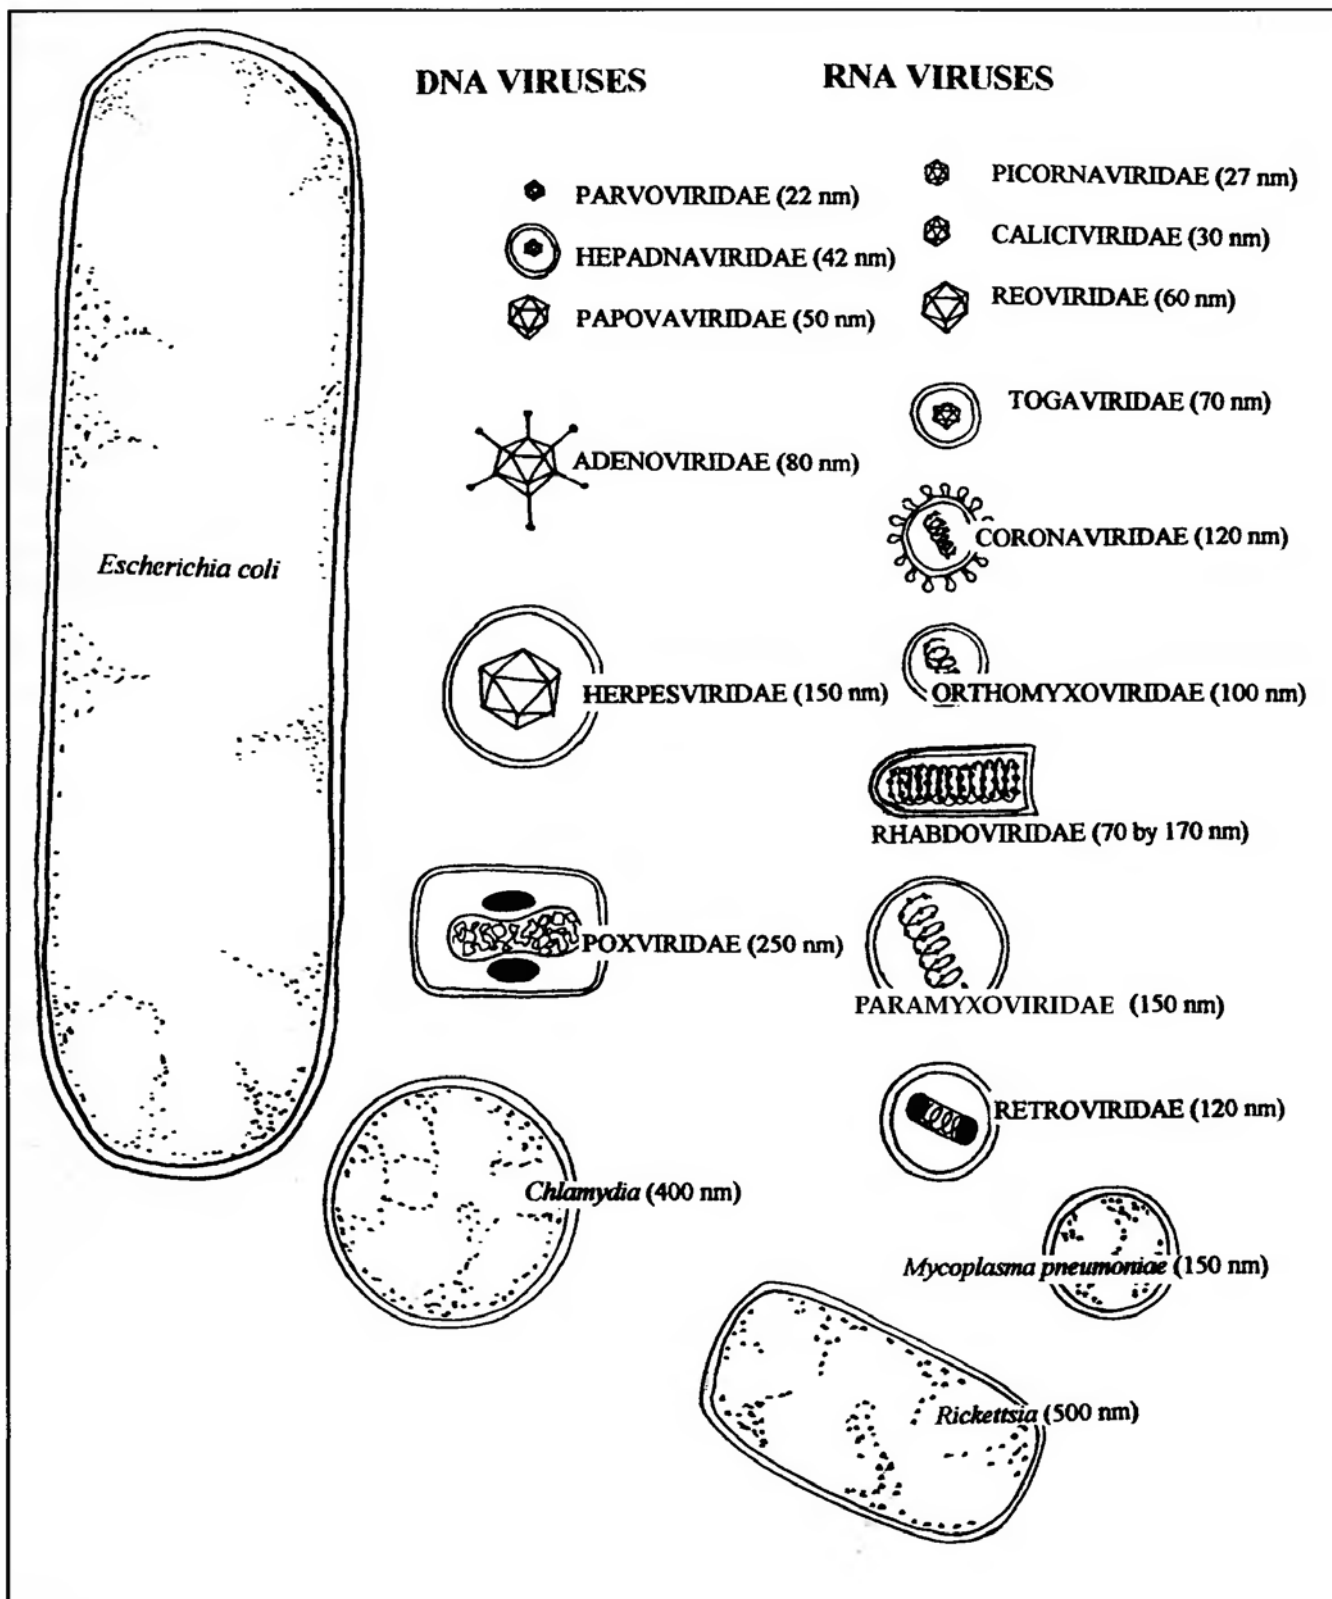 DNA VIRUSES
PARVOVIRIDAE (22 nm)
HEPADNAVIRIDAE (42 nm)
PAPOVAVIRIDAE (50 nm)
ADENOVIRIDAE (80 nm)
HERPESVIRIDAE (150 nm)
POXVIRIDAE (250 nm)
RNA VIRUSES
PICORNAVIRIDAE (27 nm)
CALICIVIRIDAE (30 nm)
REOVIRIDAE (60 nm)
TOGAVIRIDAE (70 nm)
CORONAVIRIDAE (120 nm)
ORTHOMYXOVIRIDAE (100 nm)
RHABDOVIRIDAE (70 by 170 nm)
PARAMYXOVIRIDAE (150 nm)
RETROVIRIDAE (120 nm)
Escherichia coli
Chlamydia (400 nm)
Mycoplasma pneumoniae (150 nm)
Rickettsia (500 nm)